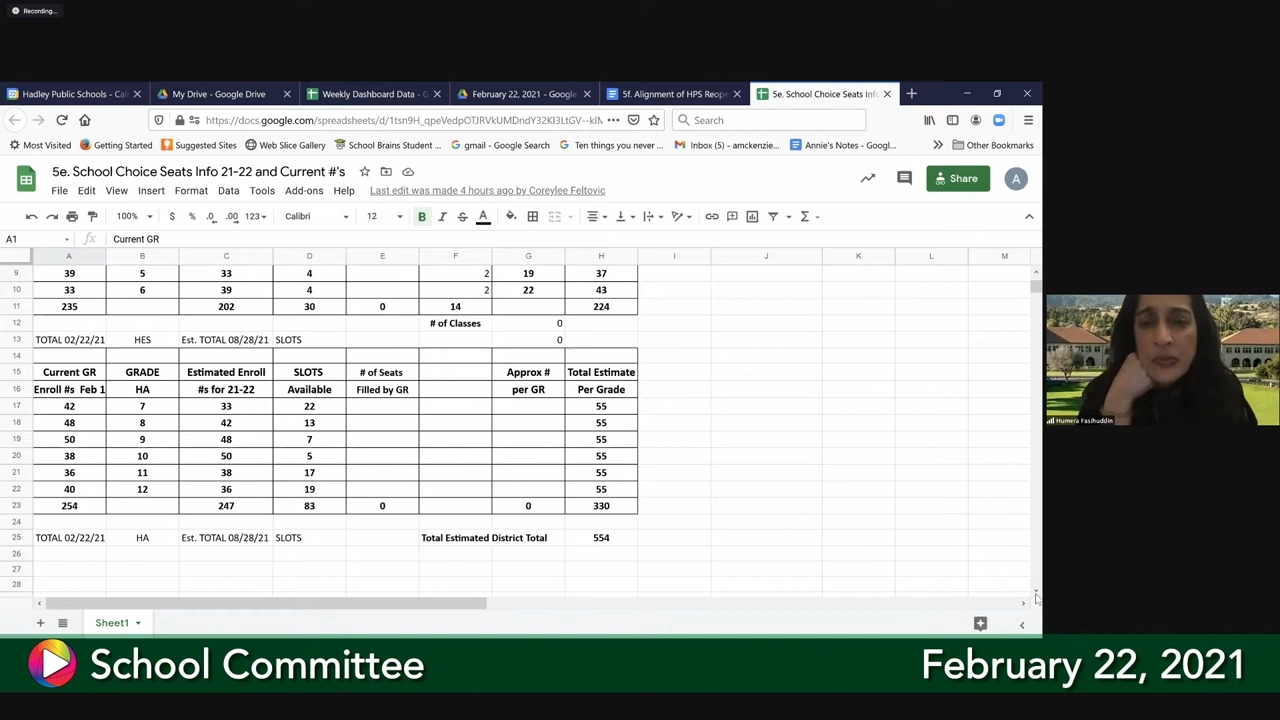 Recording...
Hadley Public Schools - Cal
My Drive - Google Drive
Weekly Dashboard Data - G
February 22, 2021 - Google
5f. Alignment of HPS Reope
5e. School Choice Seats Info
https://docs.google.com/spreadsheets/d/
Search
Most Visited
Getting Started
Suggested Sites
Web Slice Gallery
School Brains Student ...
gmail - Google Search
Ten things you never ...
Inbox (5) - amckenzie...
Annie's Notes - Googl...
Other Bookmarks
5e. School Choice Seats Info 21-22 and Current #'s
File Edit View Insert Format Data Tools Add-ons Help Last edit was made 4 hours ago by Coreylee Feltovic
Share
A
100% $ % .0 .00 123 Calibri 12 B I S A
A1 fx Current GR
A B C D E F G H I J K L M
9 39 5 33 4 2 19 37
10 33 6 39 4 2 22 43
11 235 202 30 0 14 224
12 # of Classes 0
13 TOTAL 02/22/21 HES Est. TOTAL 08/28/21 SLOTS 0
14
15 Current GR GRADE Estimated Enroll SLOTS # of Seats Approx # Total Estimate
16 Enroll #s Feb 1 HA #s for 21-22 Available Filled by GR per GR Per Grade
17 42 7 33 22 55
18 48 8 42 13 55
19 50 9 48 7 55
20 38 10 50 5 55
21 36 11 38 17 55
22 40 12 36 19 55
23 254 247 83 0 0 330
24
25 TOTAL 02/22/21 HA Est. TOTAL 08/28/21 SLOTS Total Estimated District Total 554
26
27
28
Sheet1
Humera Fasihuddin
School Committee
February 22, 2021